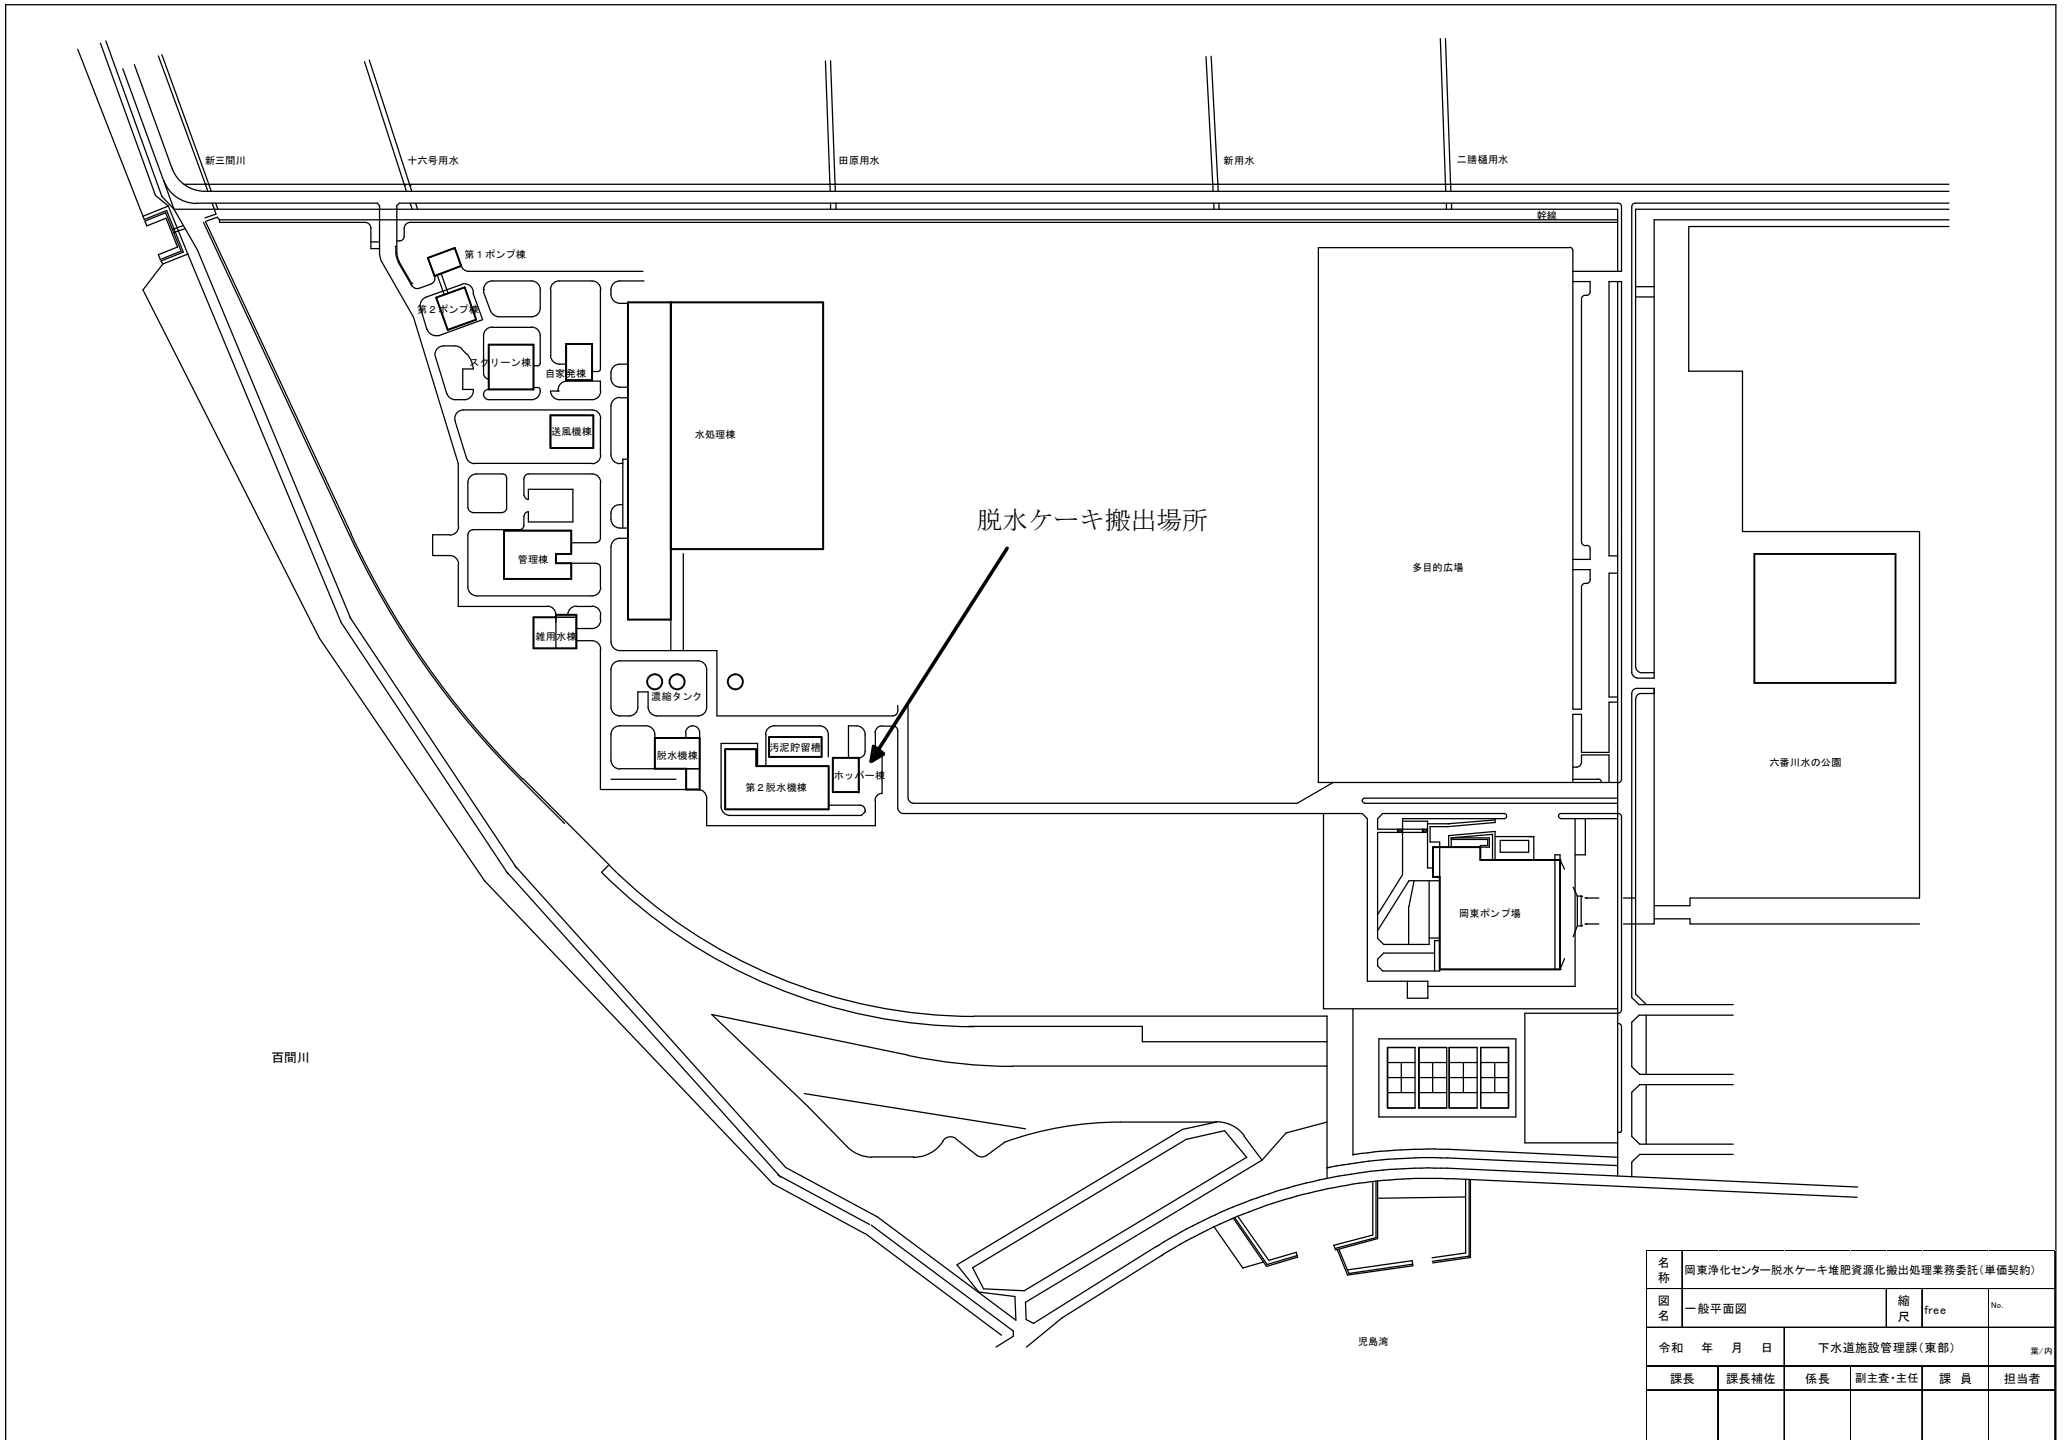 新三間川
十六号用水
田原用水
新用水
二膳樋用水
幹線
第１ポンプ棟
第２ポンプ棟
スクリーン棟
自家発棟
送風機棟
水処理棟
脱水ケーキ搬出場所
管理棟
多目的広場
雑用水棟
濃縮タンク
脱水機棟
汚泥貯留槽
ホッパー棟
第２脱水機棟
六番川水の公園
岡東ポンプ場
百間川
児島湾
名称 岡東浄化センター脱水ケーキ堆肥資源化搬出処理業務委託（単価契約）
図名 一般平面図 縮尺 free No.
令和 年 月 日 下水道施設管理課（東部） 葉/内
課長 課長補佐 係長 副主査・主任 課 員 担当者